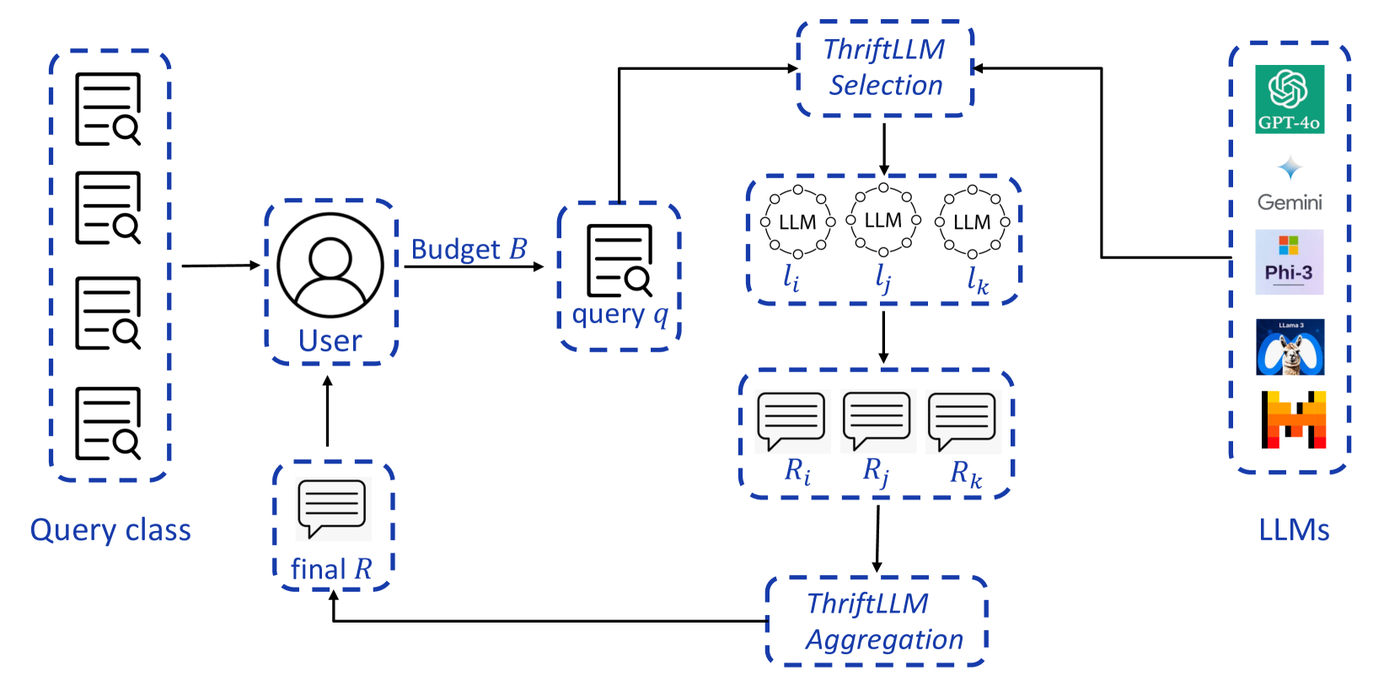 ThriftLLM
Selection
GPT-4o
Gemini
Phi-3
LLama 3
LLM
LLM
LLM
l_i
l_j
l_k
Budget B
User
query q
R_i
R_j
R_k
Query class
final R
LLMs
ThriftLLM
Aggregation